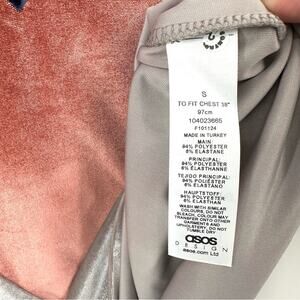 S
TO FIT CHEST 38"
97cm
104023665
F101124
MADE IN TURKEY
MAIN:
94% POLYESTER
6% ELASTANE
PRINCIPAL:
94% POLYESTER
6% ELASTHANNE
TEJIDO PRINCIPAL:
94% POLIÉSTER
6% ELASTANO
HAUPTSTOFF:
94% POLYESTER
6% ELASTHAN
WASH WITH SIMILAR
COLOURS, DO NOT
BLEACH, COLOUR MAY
TRANSFER ONTO OTHER
GARMENTS AND
UPHOLSTERY, DO NOT
TUMBLE DRY
asos
DESIGN
asos.com Ltd